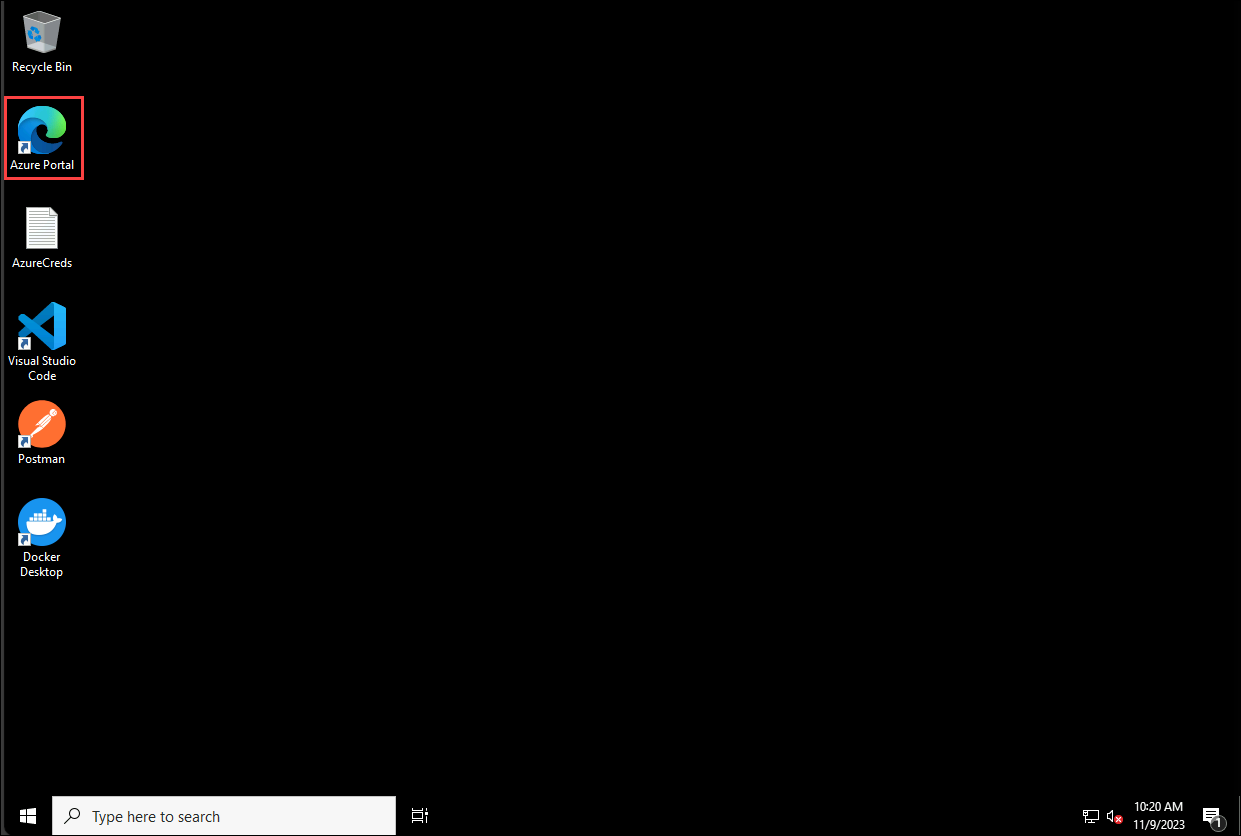 Recycle Bin
Azure Portal
AzureCreds
Visual Studio
Code
Postman
Docker
Desktop
Type here to search
10:20 AM
11/9/2023
1